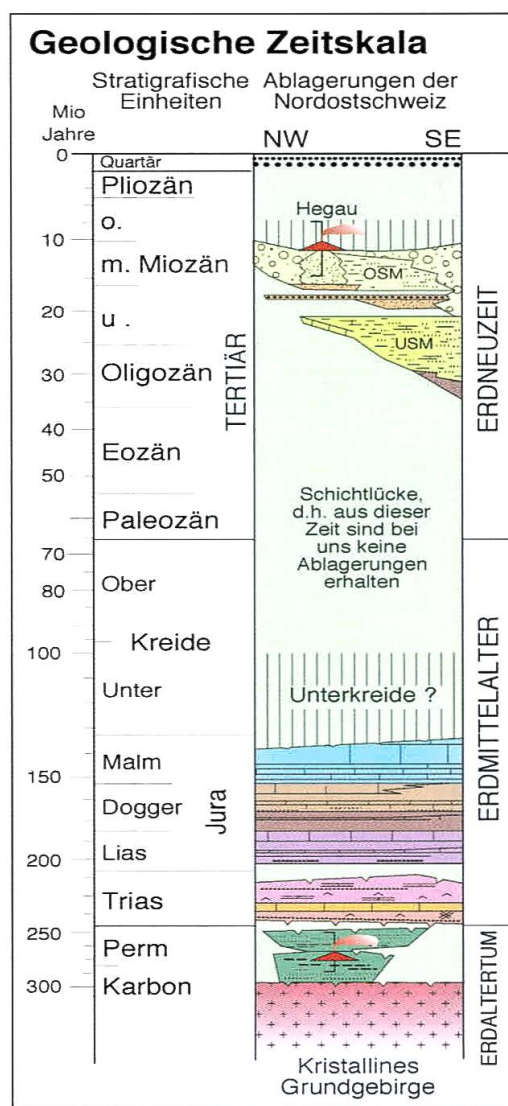 Geologische Zeitskala
Stratigrafische Einheiten
Ablagerungen der Nordostschweiz
Mio Jahre
NW SE
0
Quartär
Pliozän
o.
Hegau
10
m. Miozän
OSM
20
u .
USM
30
Oligozän
TERTIÄR
ERDNEUZEIT
40
Eozän
50
Schichtlücke,
d.h. aus dieser
Zeit sind bei
uns keine
Ablagerungen
erhalten
Paleozän
70
80
Ober
Kreide
100
Unter
Unterkreide ?
ERDMITTELALTER
Malm
150
Dogger
Jura
Lias
200
Trias
250
Perm
Karbon
300
ERDALTERTUM
Kristallines
Grundgebirge